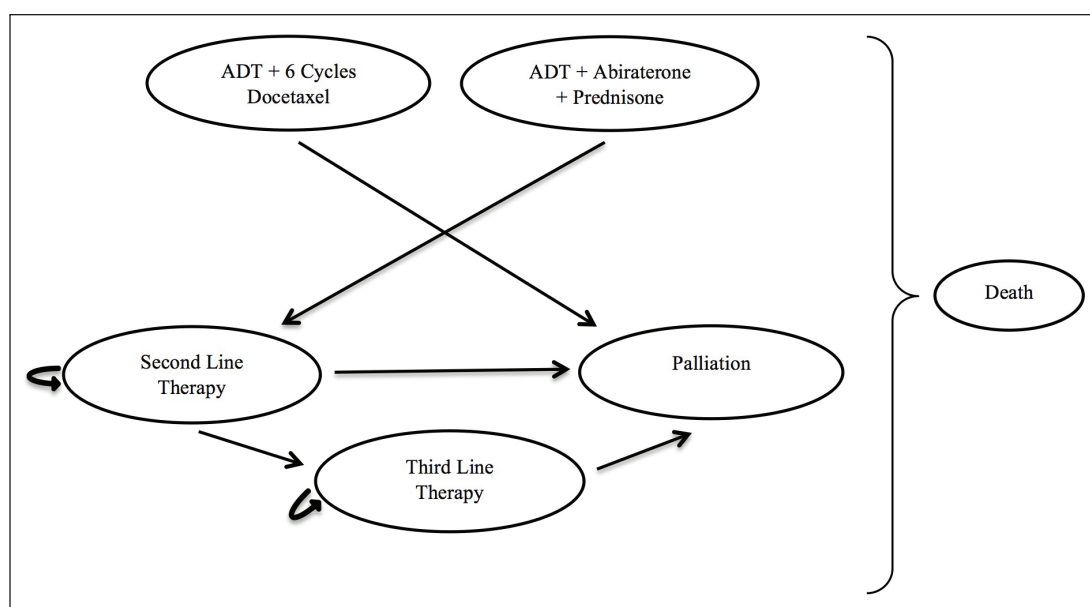 ADT + 6 Cycles
Docetaxel
ADT + Abiraterone
+ Prednisone
Death
Second Line
Therapy
Palliation
Third Line
Therapy